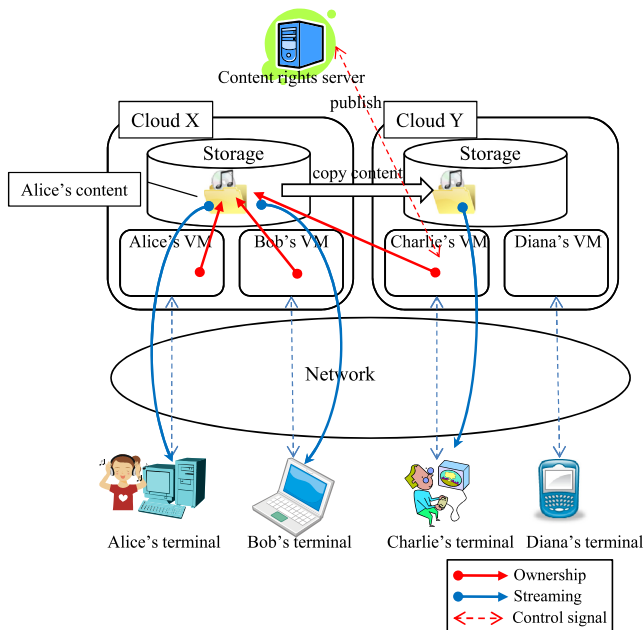 Content rights server
publish
Cloud X
Cloud Y
Storage
Storage
Alice's content
copy content
Alice's VM
Bob's VM
Charlie's VM
Diana's VM
Network
Alice's terminal
Bob's terminal
Charlie's terminal
Diana's terminal
Ownership
Streaming
Control signal